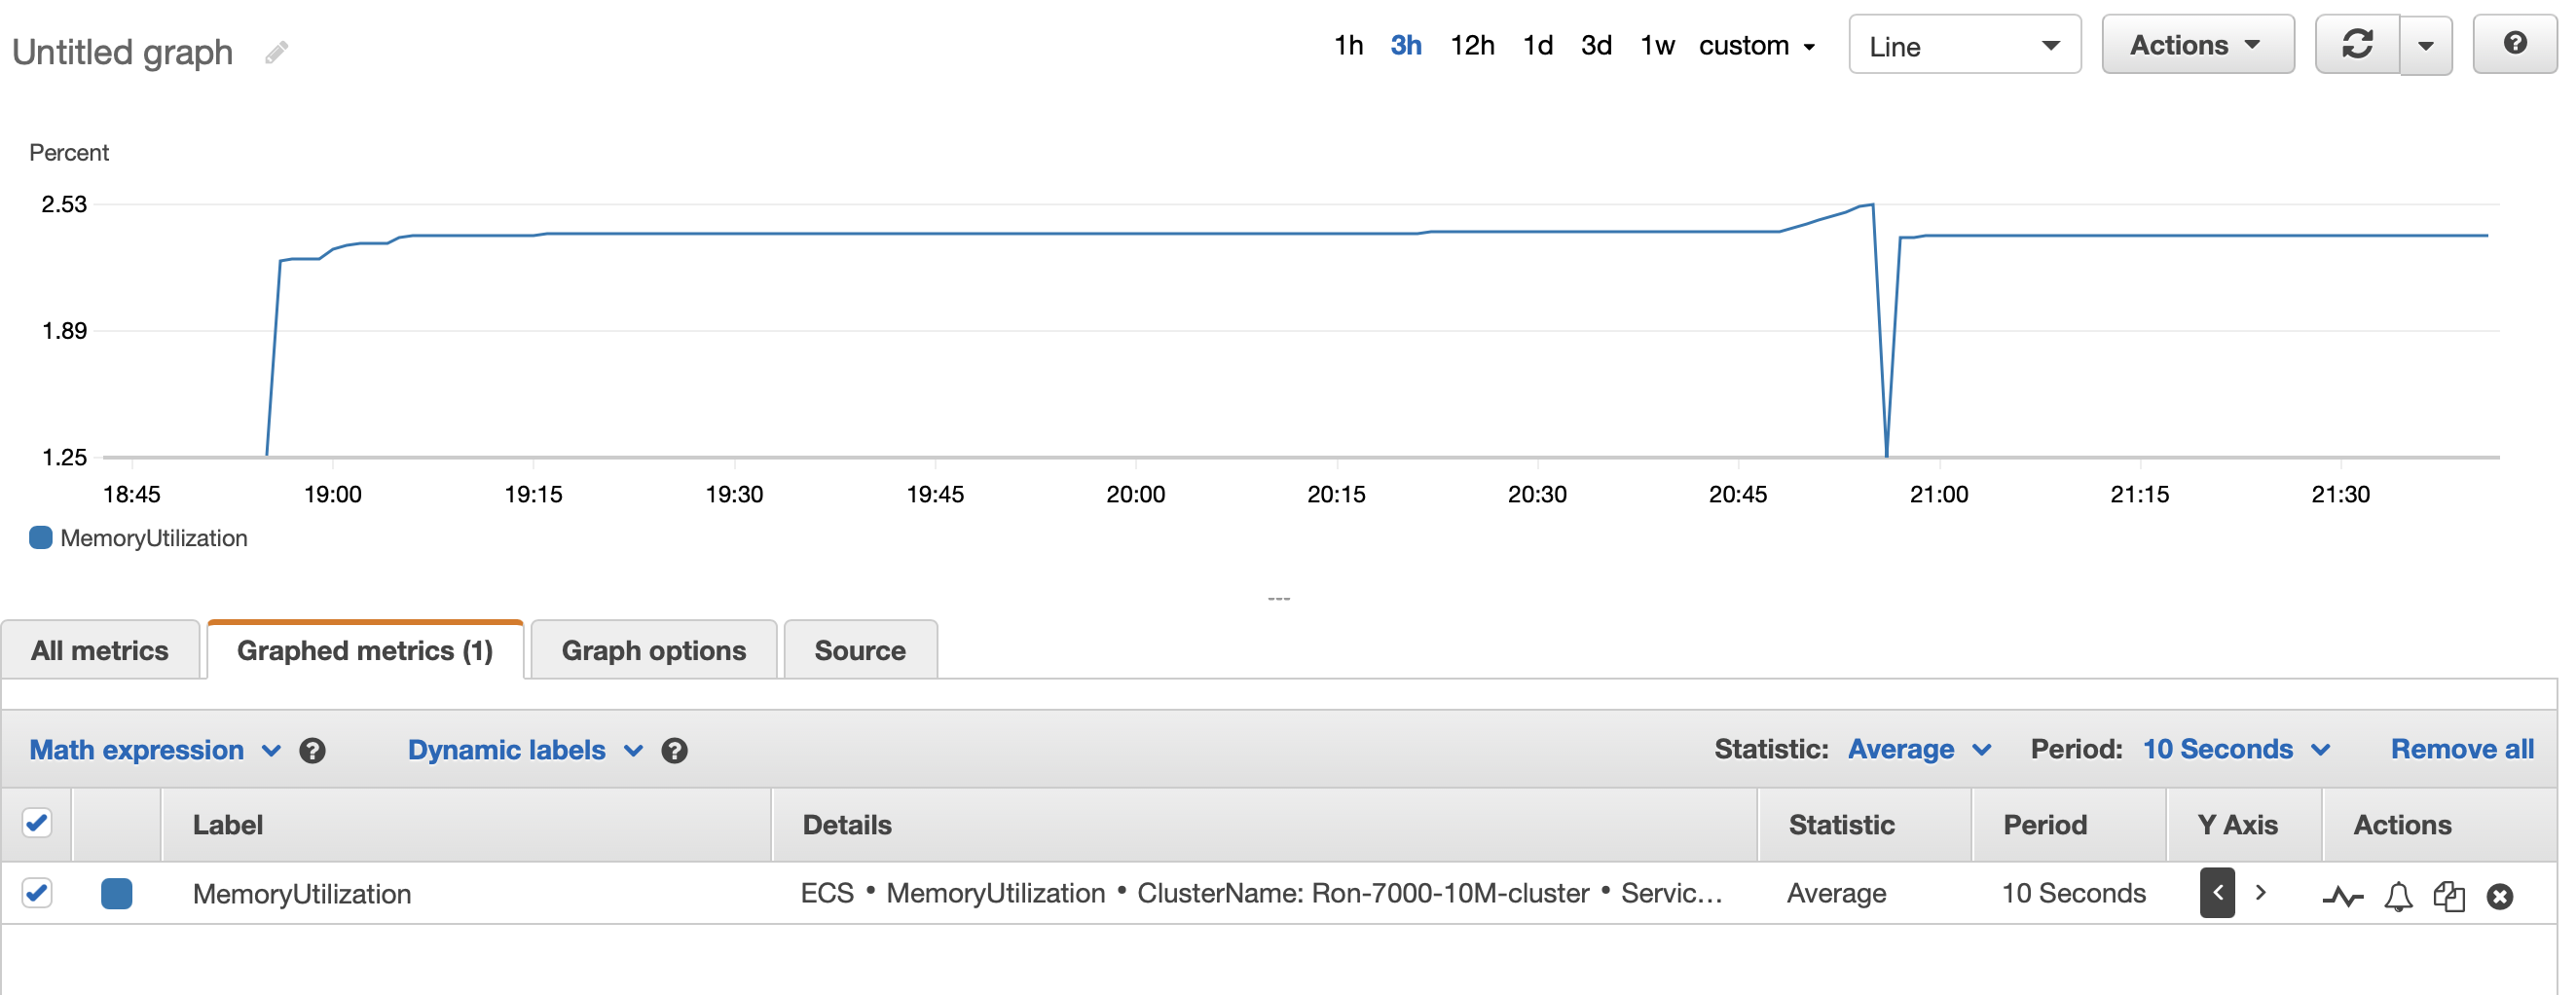 Untitled graph 1h 3h 12h 1d 3d 1w custom Line Actions
Percent
2.53
1.89
1.25
18:45 19:00 19:15 19:30 19:45 20:00 20:15 20:30 20:45 21:00 21:15 21:30
MemoryUtilization
All metrics Graphed metrics (1) Graph options Source
Math expression Dynamic labels Statistic: Average Period: 10 Seconds Remove all
Label Details Statistic Period Y Axis Actions
MemoryUtilization ECS • MemoryUtilization • ClusterName: Ron-7000-10M-cluster • Servic... Average 10 Seconds